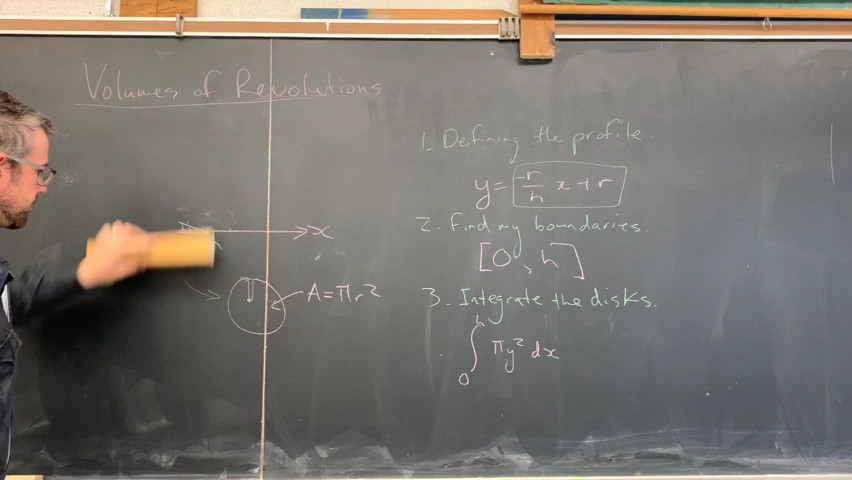 Volumes of Revolutions
1. Defining the profile.
y = -r/h x + r
2. Find my boundaries.
[0, h]
3. Integrate the disks.
∫₀ʰ πy² dx
x
A = πr²